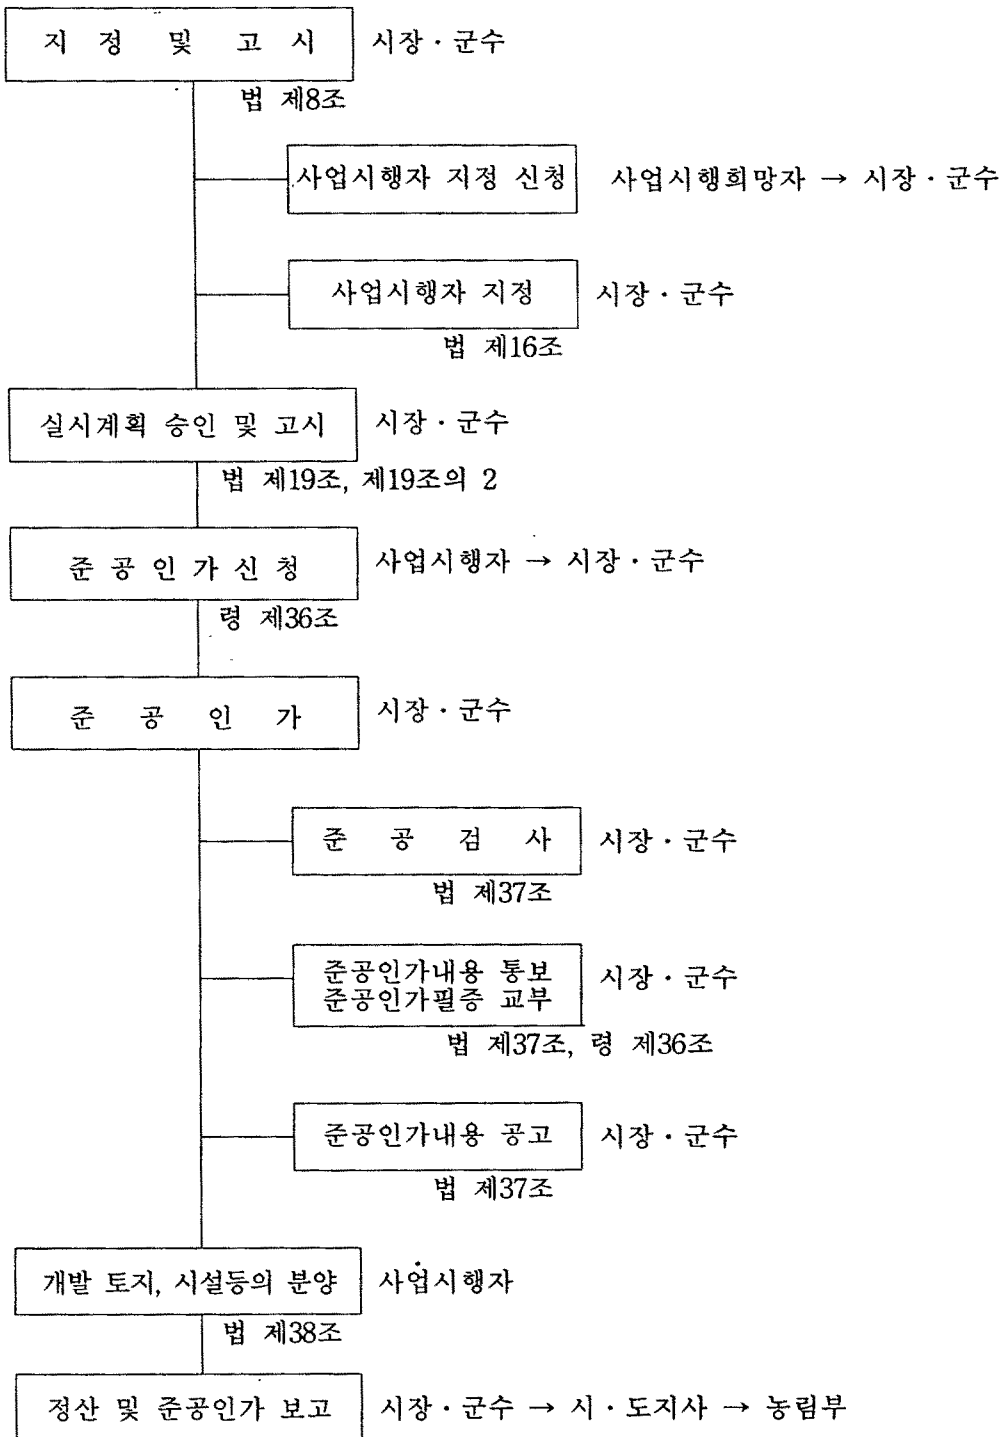 지 정 및 고 시 시장·군수
법 제8조
사업시행자 지정 신청 사업시행희망자 → 시장·군수
사업시행자 지정 시장·군수
법 제16조
실시계획 승인 및 고시 시장·군수
법 제19조, 제19조의 2
준 공 인 가 신 청 사업시행자 → 시장·군수
령 제36조
준 공 인 가 시장·군수
준 공 검 사 시장·군수
법 제37조
준공인가내용 통보 시장·군수
준공인가필증 교부
법 제37조, 령 제36조
준공인가내용 공고 시장·군수
법 제37조
개발 토지, 시설등의 분양 사업시행자
법 제38조
정산 및 준공인가 보고 시장·군수 → 시·도지사 → 농림부